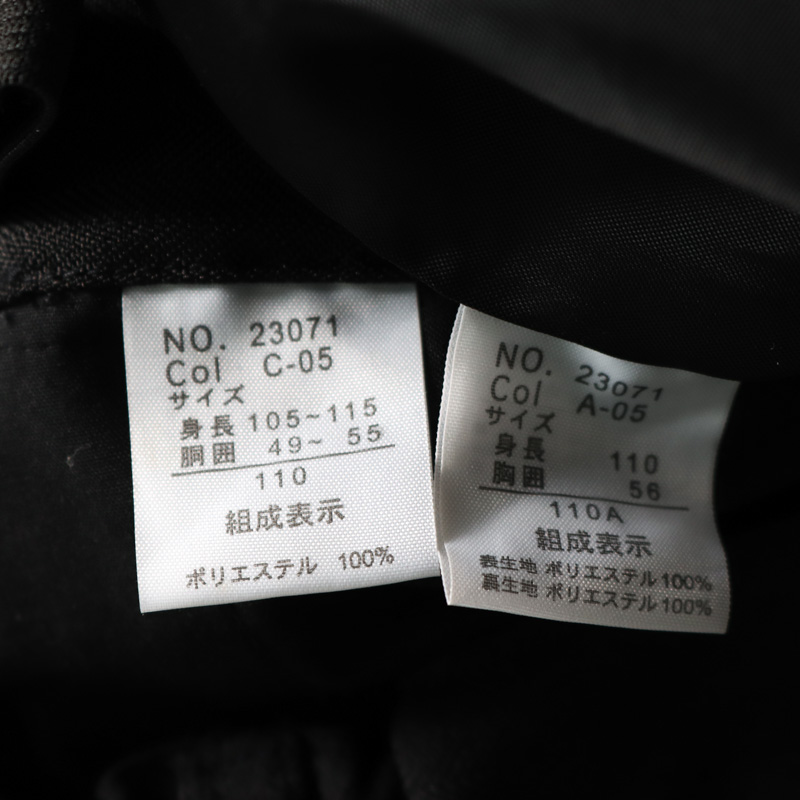 NO. 23071
Col C-05
サイズ
身長 105~115
胴囲 49~ 55
110
組成表示
ポリエステル 100%
NO. 23071
Col A-05
サイズ
身長 110
胸囲 56
110A
組成表示
表生地 ポリエステル100%
裏生地 ポリエステル100%